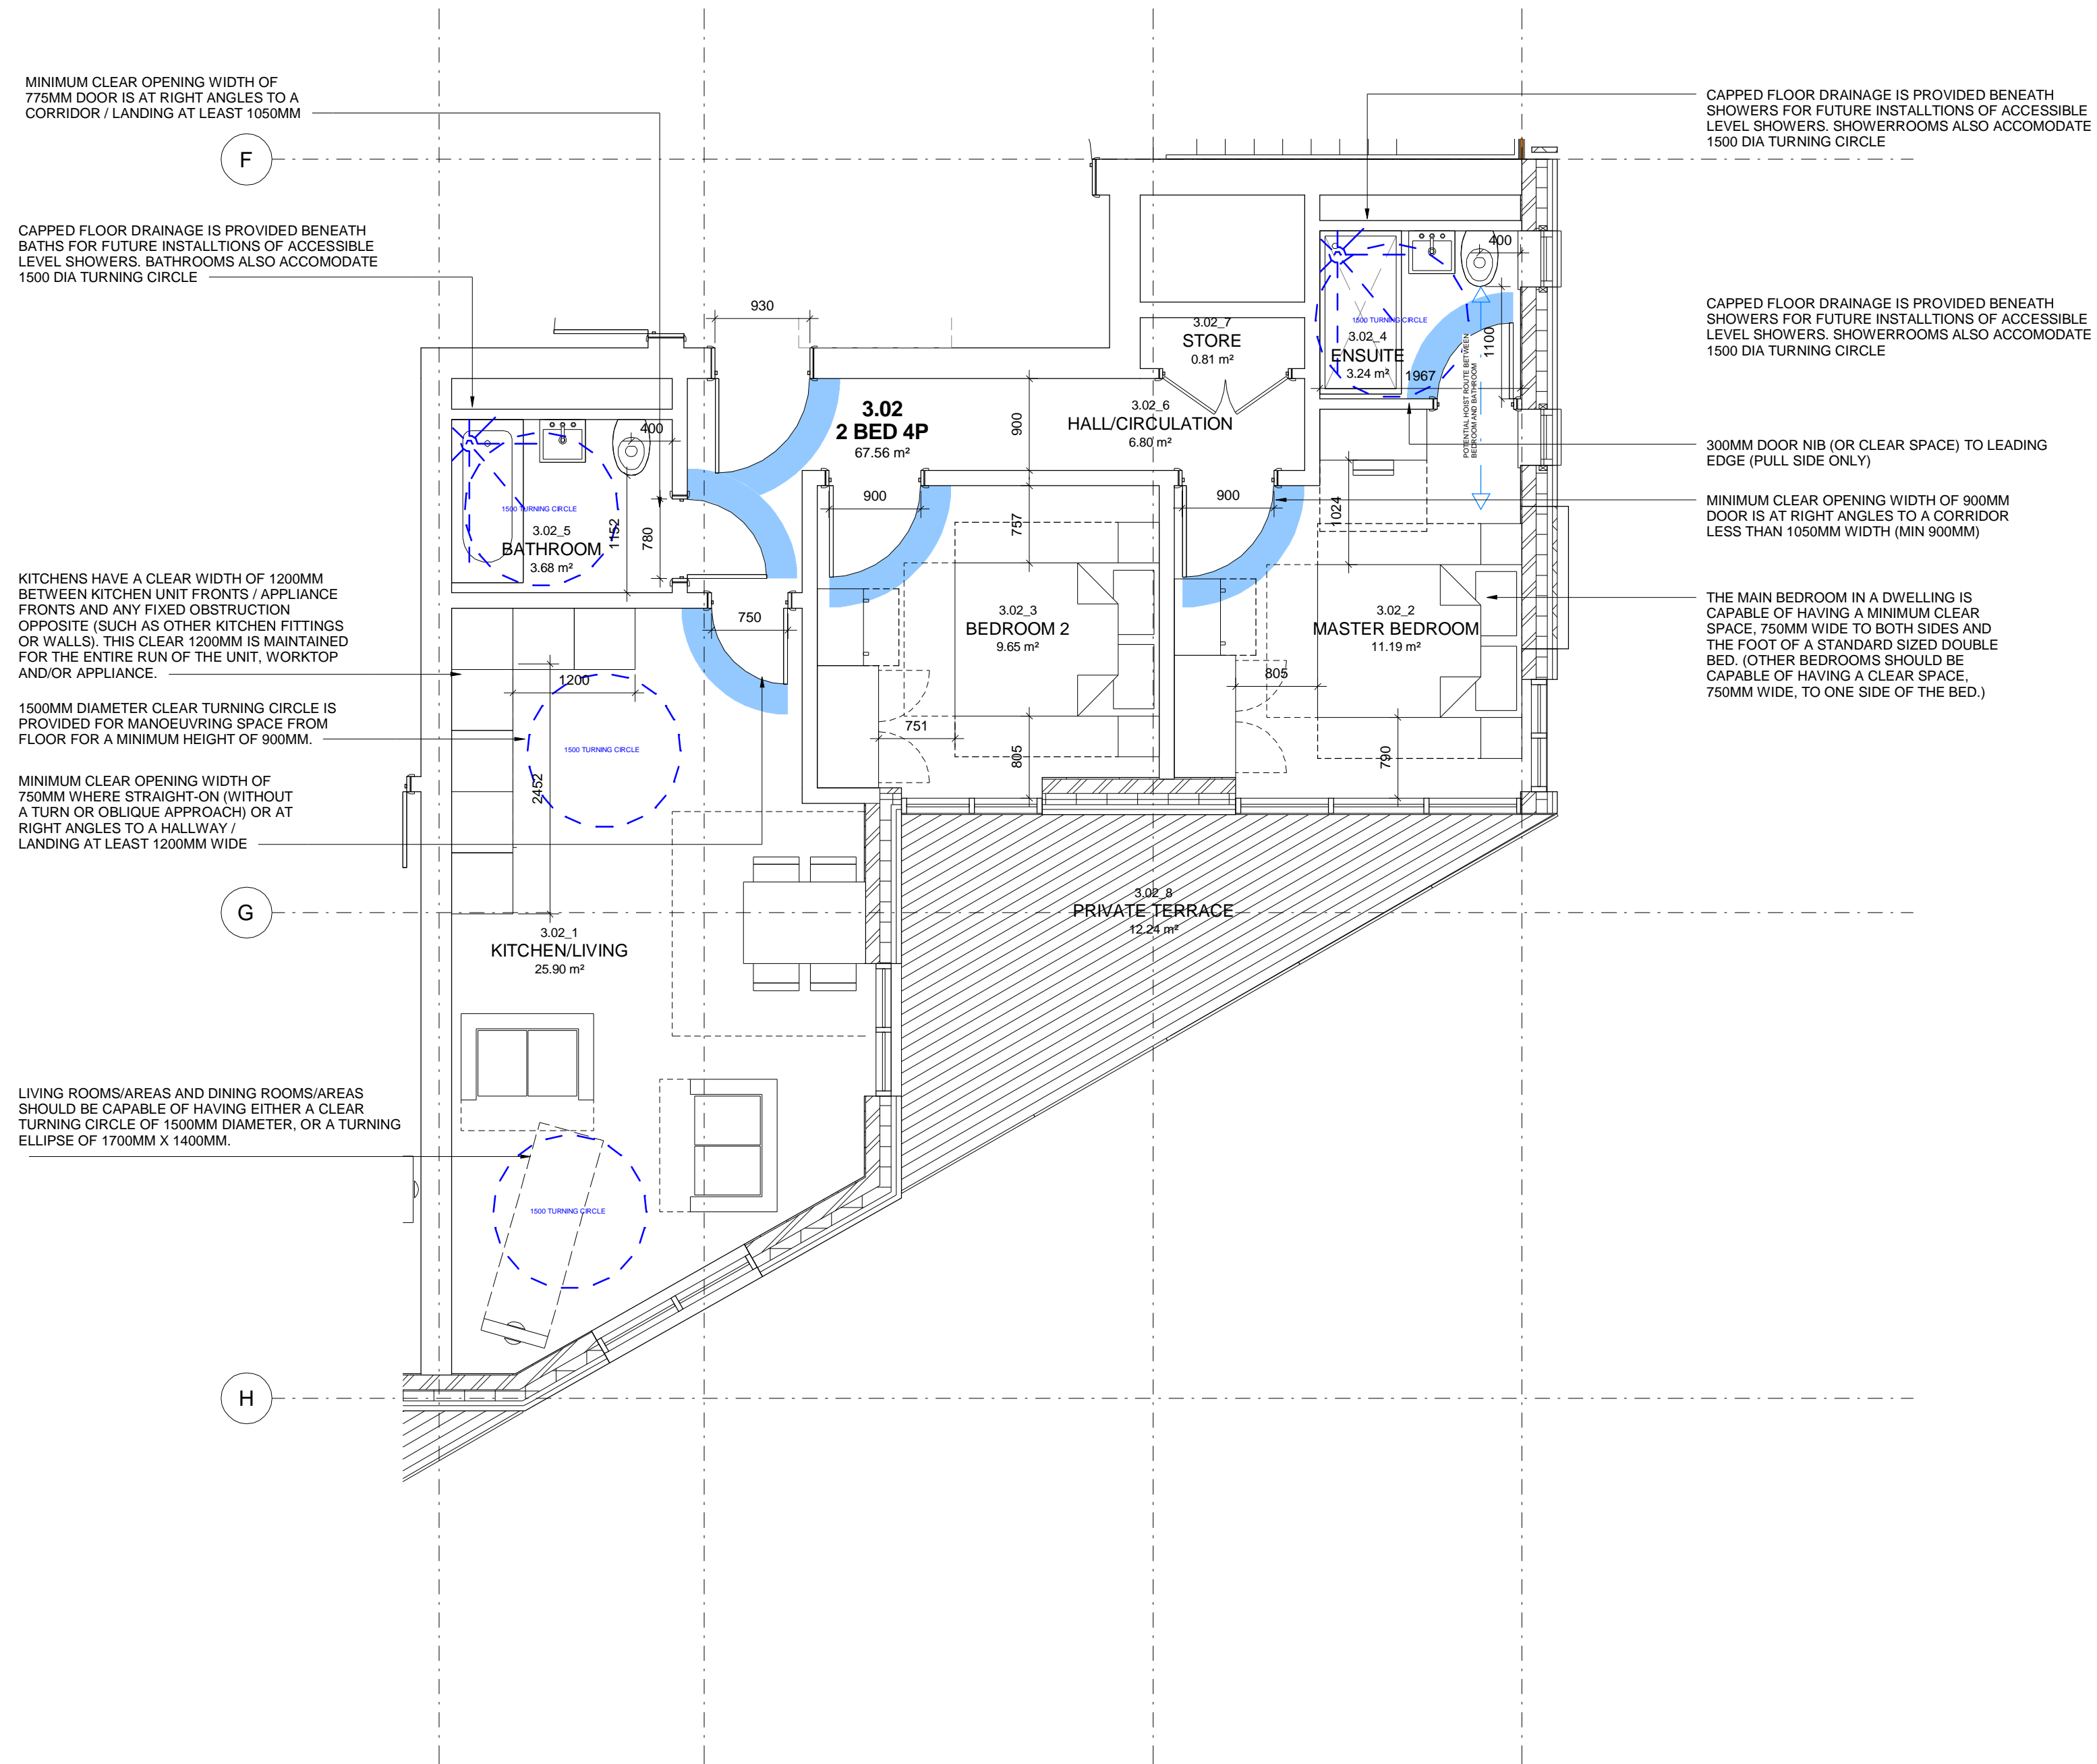 MINIMUM CLEAR OPENING WIDTH OF
775MM DOOR IS AT RIGHT ANGLES TO A
CORRIDOR / LANDING AT LEAST 1050MM
F
CAPPED FLOOR DRAINAGE IS PROVIDED BENEATH
BATHS FOR FUTURE INSTALLTIONS OF ACCESSIBLE
LEVEL SHOWERS. BATHROOMS ALSO ACCOMODATE
1500 DIA TURNING CIRCLE
KITCHENS HAVE A CLEAR WIDTH OF 1200MM
BETWEEN KITCHEN UNIT FRONTS / APPLIANCE
FRONTS AND ANY FIXED OBSTRUCTION
OPPOSITE (SUCH AS OTHER KITCHEN FITTINGS
OR WALLS). THIS CLEAR 1200MM IS MAINTAINED
FOR THE ENTIRE RUN OF THE UNIT, WORKTOP
AND/OR APPLIANCE.
1500MM DIAMETER CLEAR TURNING CIRCLE IS
PROVIDED FOR MANOEUVRING SPACE FROM
FLOOR FOR A MINIMUM HEIGHT OF 900MM.
MINIMUM CLEAR OPENING WIDTH OF
750MM WHERE STRAIGHT-ON (WITHOUT
A TURN OR OBLIQUE APPROACH) OR AT
RIGHT ANGLES TO A HALLWAY /
LANDING AT LEAST 1200MM WIDE
G
LIVING ROOMS/AREAS AND DINING ROOMS/AREAS
SHOULD BE CAPABLE OF HAVING EITHER A CLEAR
TURNING CIRCLE OF 1500MM DIAMETER, OR A TURNING
ELLIPSE OF 1700MM X 1400MM.
H
930
3.02
2 BED 4P
67.56 m²
900
3.02_6
HALL/CIRCULATION
6.80 m²
3.02_7
STORE
0.81 m²
400
1500 TURNING CIRCLE
3.02_4
ENSUITE
3.24 m²
1967
1100
POTENTIAL HOIST ROUTE BETWEEN
BEDROOM AND BATHROOM
400
1500 TURNING CIRCLE
3.02_5
BATHROOM
3.68 m²
1152
780
750
900
757
3.02_3
BEDROOM 2
9.65 m²
751
805
900
1024
3.02_2
MASTER BEDROOM
11.19 m²
805
790
1200
1500 TURNING CIRCLE
2452
3.02_1
KITCHEN/LIVING
25.90 m²
3.02_8
PRIVATE TERRACE
12.24 m²
1500 TURNING CIRCLE
CAPPED FLOOR DRAINAGE IS PROVIDED BENEATH
SHOWERS FOR FUTURE INSTALLTIONS OF ACCESSIBLE
LEVEL SHOWERS. SHOWERROOMS ALSO ACCOMODATE
1500 DIA TURNING CIRCLE
CAPPED FLOOR DRAINAGE IS PROVIDED BENEATH
SHOWERS FOR FUTURE INSTALLTIONS OF ACCESSIBLE
LEVEL SHOWERS. SHOWERROOMS ALSO ACCOMODATE
1500 DIA TURNING CIRCLE
300MM DOOR NIB (OR CLEAR SPACE) TO LEADING
EDGE (PULL SIDE ONLY)
MINIMUM CLEAR OPENING WIDTH OF 900MM
DOOR IS AT RIGHT ANGLES TO A CORRIDOR
LESS THAN 1050MM WIDTH (MIN 900MM)
THE MAIN BEDROOM IN A DWELLING IS
CAPABLE OF HAVING A MINIMUM CLEAR
SPACE, 750MM WIDE TO BOTH SIDES AND
THE FOOT OF A STANDARD SIZED DOUBLE
BED. (OTHER BEDROOMS SHOULD BE
CAPABLE OF HAVING A CLEAR SPACE,
750MM WIDE, TO ONE SIDE OF THE BED.)